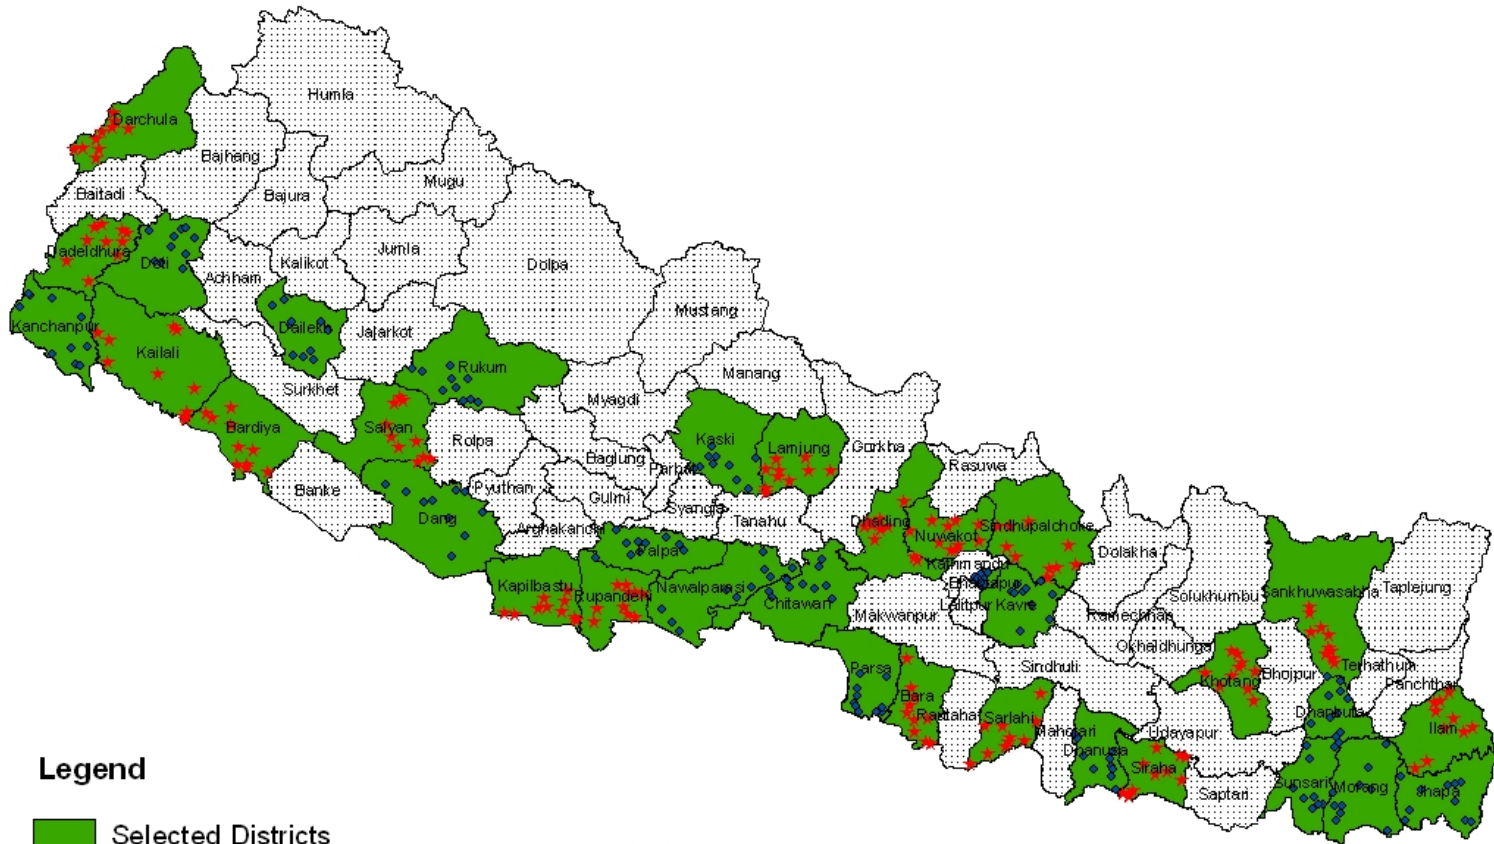 Humla
Darchula
Bajhang
Mugu
Baitadi
Bajura
Jumla
Dadeldhura
Doti
Kalikot
Dolpa
Achham
Mustang
Kanchanpur
Dailekh
Jajarkot
Kailali
Rukum
Manang
Surkhet
Myagdi
Bardiya
Salyan
Rolpa
Kaski
Lamjung
Gorkha
Baglung
Parbat
Rasuwa
Banke
Pyuthan
Gulmi
Syangja
Dang
Arghakanchi
Tanahu
Dhading
Nuwakot
Sindhupalchoke
Palpa
Dolakha
Kathmandu
Bhaktapur
Kapilbastu
Rupandehi
Nawalparasi
Chitawan
Lalitpur
Kavre
Makwanpur
Ramechhap
Solukhumbu
Sankhuwasabha
Taplejung
Okhaldhunga
Sindhuli
Parsa
Khotang
Bhojpur
Terhathum
Panchthar
Bara
Rautahat
Sarlahi
Mahotari
Dhanusa
Udayapur
Dhankuta
Ilam
Siraha
Saptari
Sunsari
Morang
Jhapa
Legend
Selected Districts